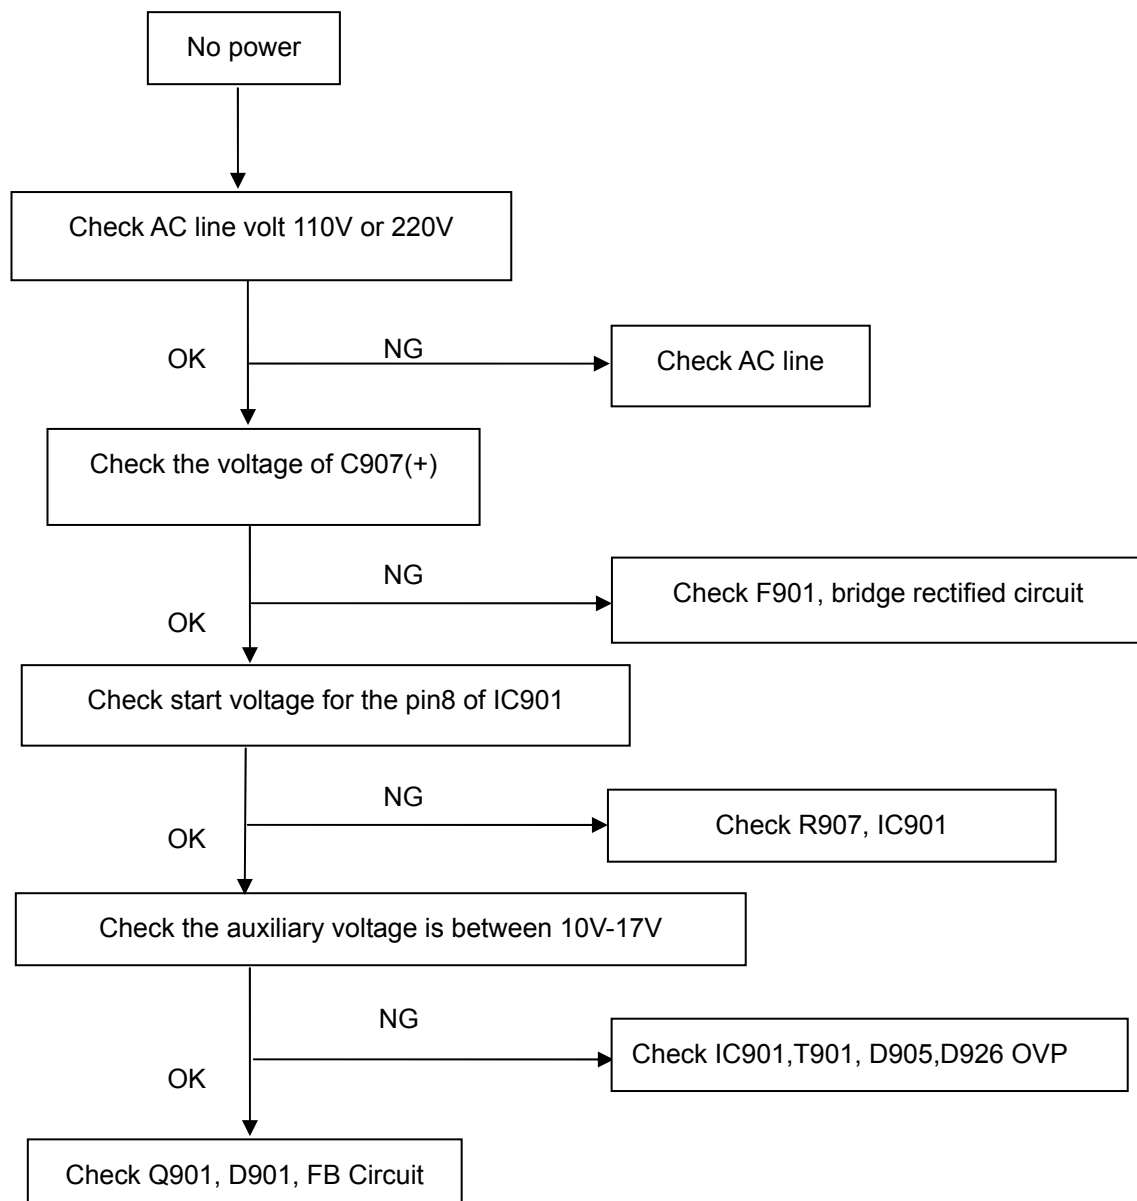 No power
Check AC line volt 110V or 220V
OK
NG
Check AC line
Check the voltage of C907(+)
NG
Check F901, bridge rectified circuit
OK
Check start voltage for the pin8 of IC901
NG
Check R907, IC901
OK
Check the auxiliary voltage is between 10V-17V
NG
Check IC901,T901, D905,D926 OVP
OK
Check Q901, D901, FB Circuit